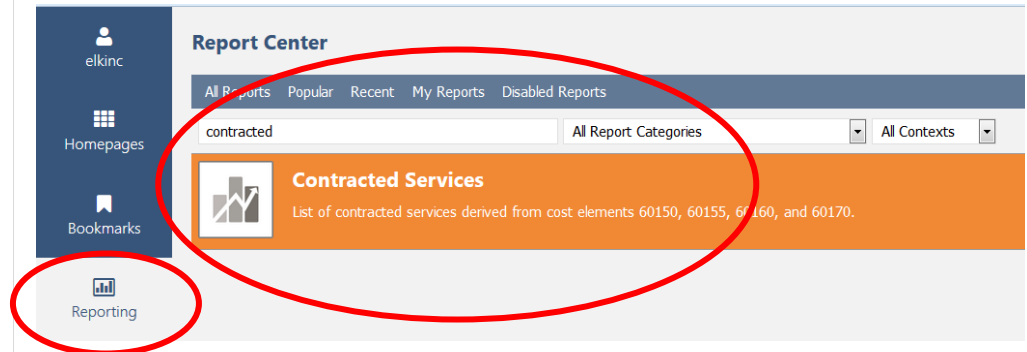 elkinc
Homepages
Bookmarks
Reporting
Report Center
All Reports Popular Recent My Reports Disabled Reports
contracted All Report Categories All Contexts
Contracted Services
List of contracted services derived from cost elements 60150, 60155, 60160, and 60170.